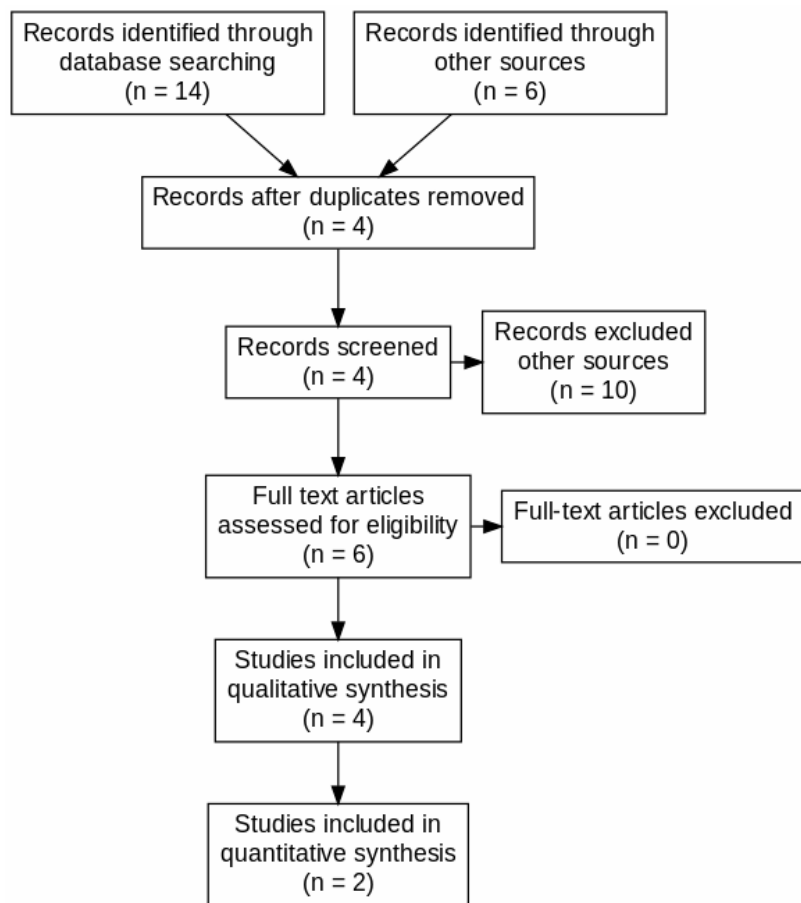 Records identified through
database searching
(n = 14)
Records identified through
other sources
(n = 6)
Records after duplicates removed
(n = 4)
Records screened
(n = 4)
Records excluded
other sources
(n = 10)
Full text articles
assessed for eligibility
(n = 6)
Full-text articles excluded
(n = 0)
Studies included in
qualitative synthesis
(n = 4)
Studies included in
quantitative synthesis
(n = 2)